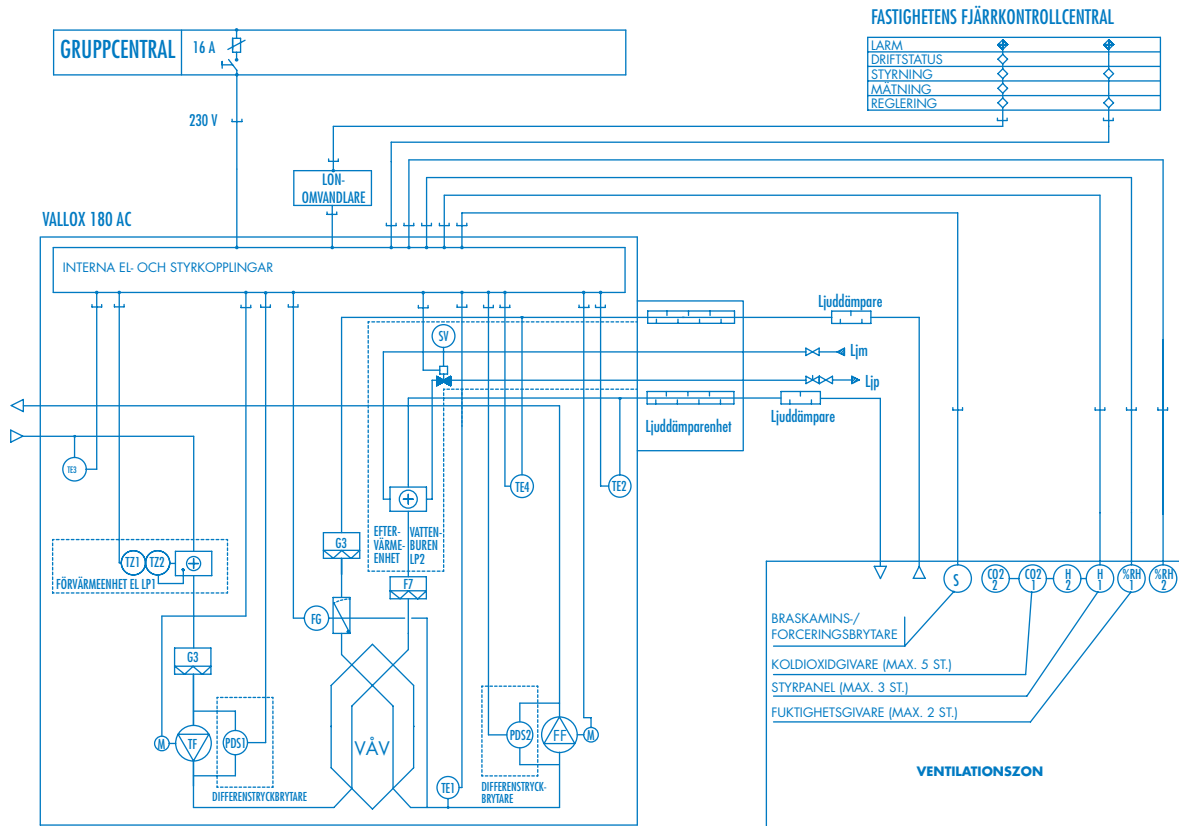 FASTIGHETENS FJÄRRKONTROLLCENTRAL
GRUPPCENTRAL
16 A
LARM
DRIFTSTATUS
STYRNING
MÄTNING
REGLERING
230 V
LON-
OMVANDLARE
VALLOX 180 AC
INTERNA EL- OCH STYRKOPPLINGAR
Ljuddämpare
SV
Ljm
Ljp
Ljuddämparenhet
Ljuddämpare
TE3
TE4
TE2
EFTER-
VÄRME-
ENHET
VATTEN-
BUREN
LP2
G3
TZ1
TZ2
FÖRVÄRMEENHET EL LP1
F7
FG
G3
M
TF
PDS1
VÅV
PDS2
FF
M
TE1
DIFFERENSTRYCKBRYTARE
DIFFERENSTRYCK-
BRYTARE
S
CO2
2
CO2
1
H
2
H
1
%RH
1
%RH
2
BRASKAMINS-/
FORCERINGSBRYTARE
KOLDIOXIDGIVARE (MAX. 5 ST.)
STYRPANEL (MAX. 3 ST.)
FUKTIGHETSGIVARE (MAX. 2 ST.)
VENTILATIONSZON